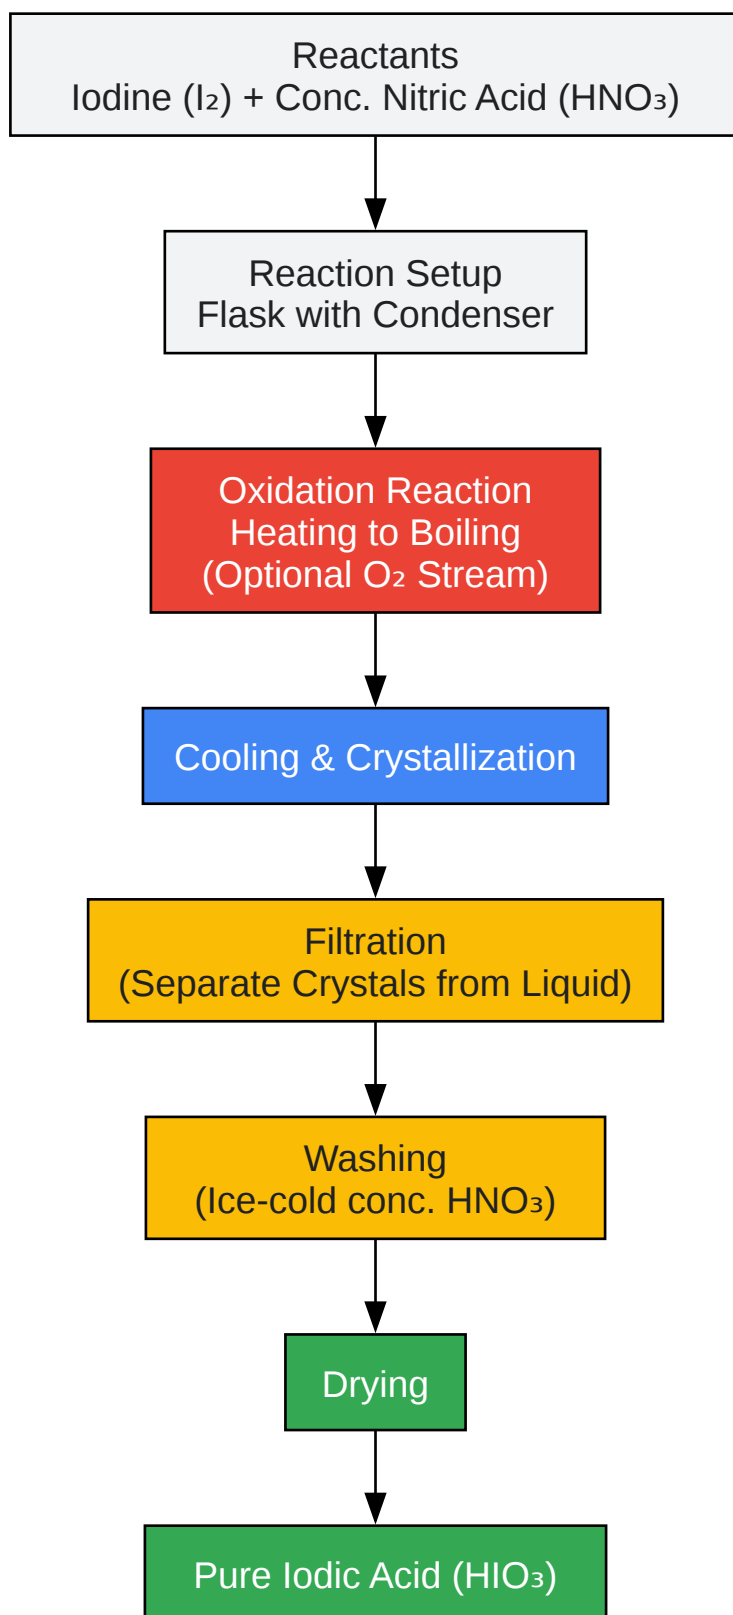 Reactants
Iodine (I₂) + Conc. Nitric Acid (HNO₃)
Reaction Setup
Flask with Condenser
Oxidation Reaction
Heating to Boiling
(Optional O₂ Stream)
Cooling & Crystallization
Filtration
(Separate Crystals from Liquid)
Washing
(Ice-cold conc. HNO₃)
Drying
Pure Iodic Acid (HIO₃)